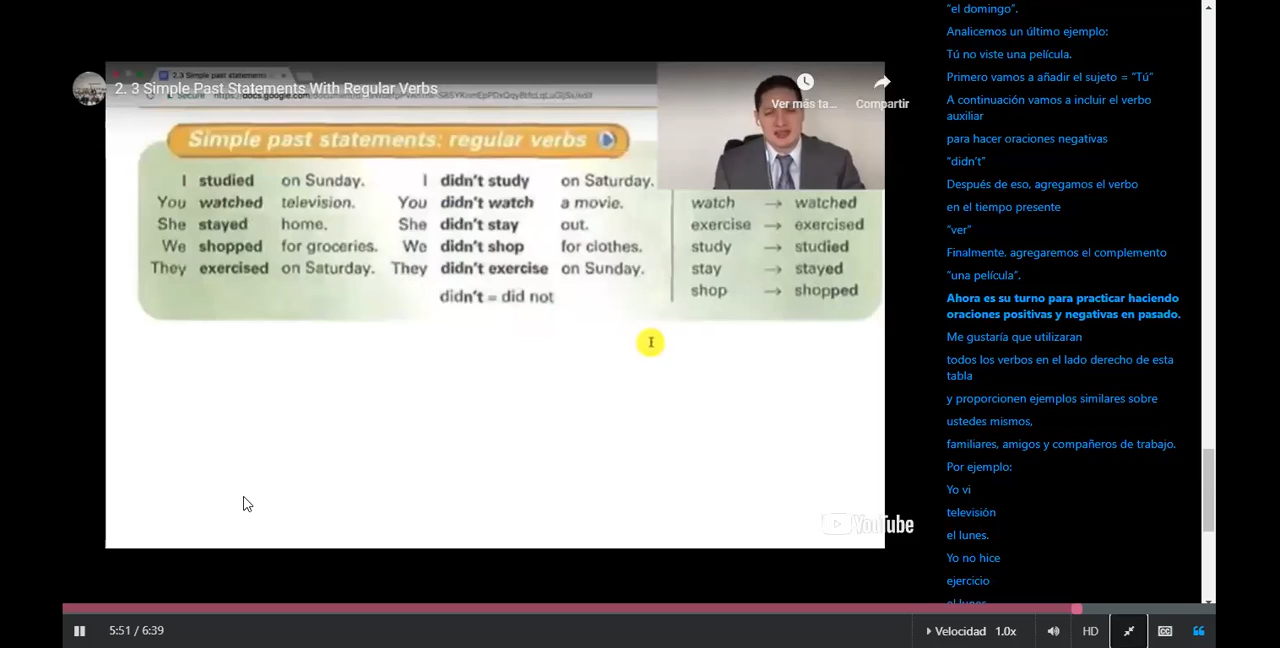 2.3 Simple Past statements
2. 3 Simple Past Statements With Regular Verbs
Ver más ta...
Compartir
Simple past statements: regular verbs
I studied on Sunday. I didn't study on Saturday.
You watched television. You didn't watch a movie. watch → watched
She stayed home. She didn't stay out. exercise → exercised
We shopped for groceries. We didn't shop for clothes. study → studied
They exercised on Saturday. They didn't exercise on Sunday. stay → stayed
didn't = did not shop → shopped
YouTube
5:51 / 6:39
Velocidad 1.0x
HD
CC
"el domingo".
Analicemos un último ejemplo:
Tú no viste una película.
Primero vamos a añadir el sujeto = "Tú"
A continuación vamos a incluir el verbo
auxiliar
para hacer oraciones negativas
"didn't"
Después de eso, agregamos el verbo
en el tiempo presente
"ver"
Finalmente, agregaremos el complemento
"una película".
Ahora es su turno para practicar haciendo
oraciones positivas y negativas en pasado.
Me gustaría que utilizaran
todos los verbos en el lado derecho de esta
tabla
y proporcionen ejemplos similares sobre
ustedes mismos,
familiares, amigos y compañeros de trabajo.
Por ejemplo:
Yo vi
televisión
el lunes.
Yo no hice
ejercicio
el lunes